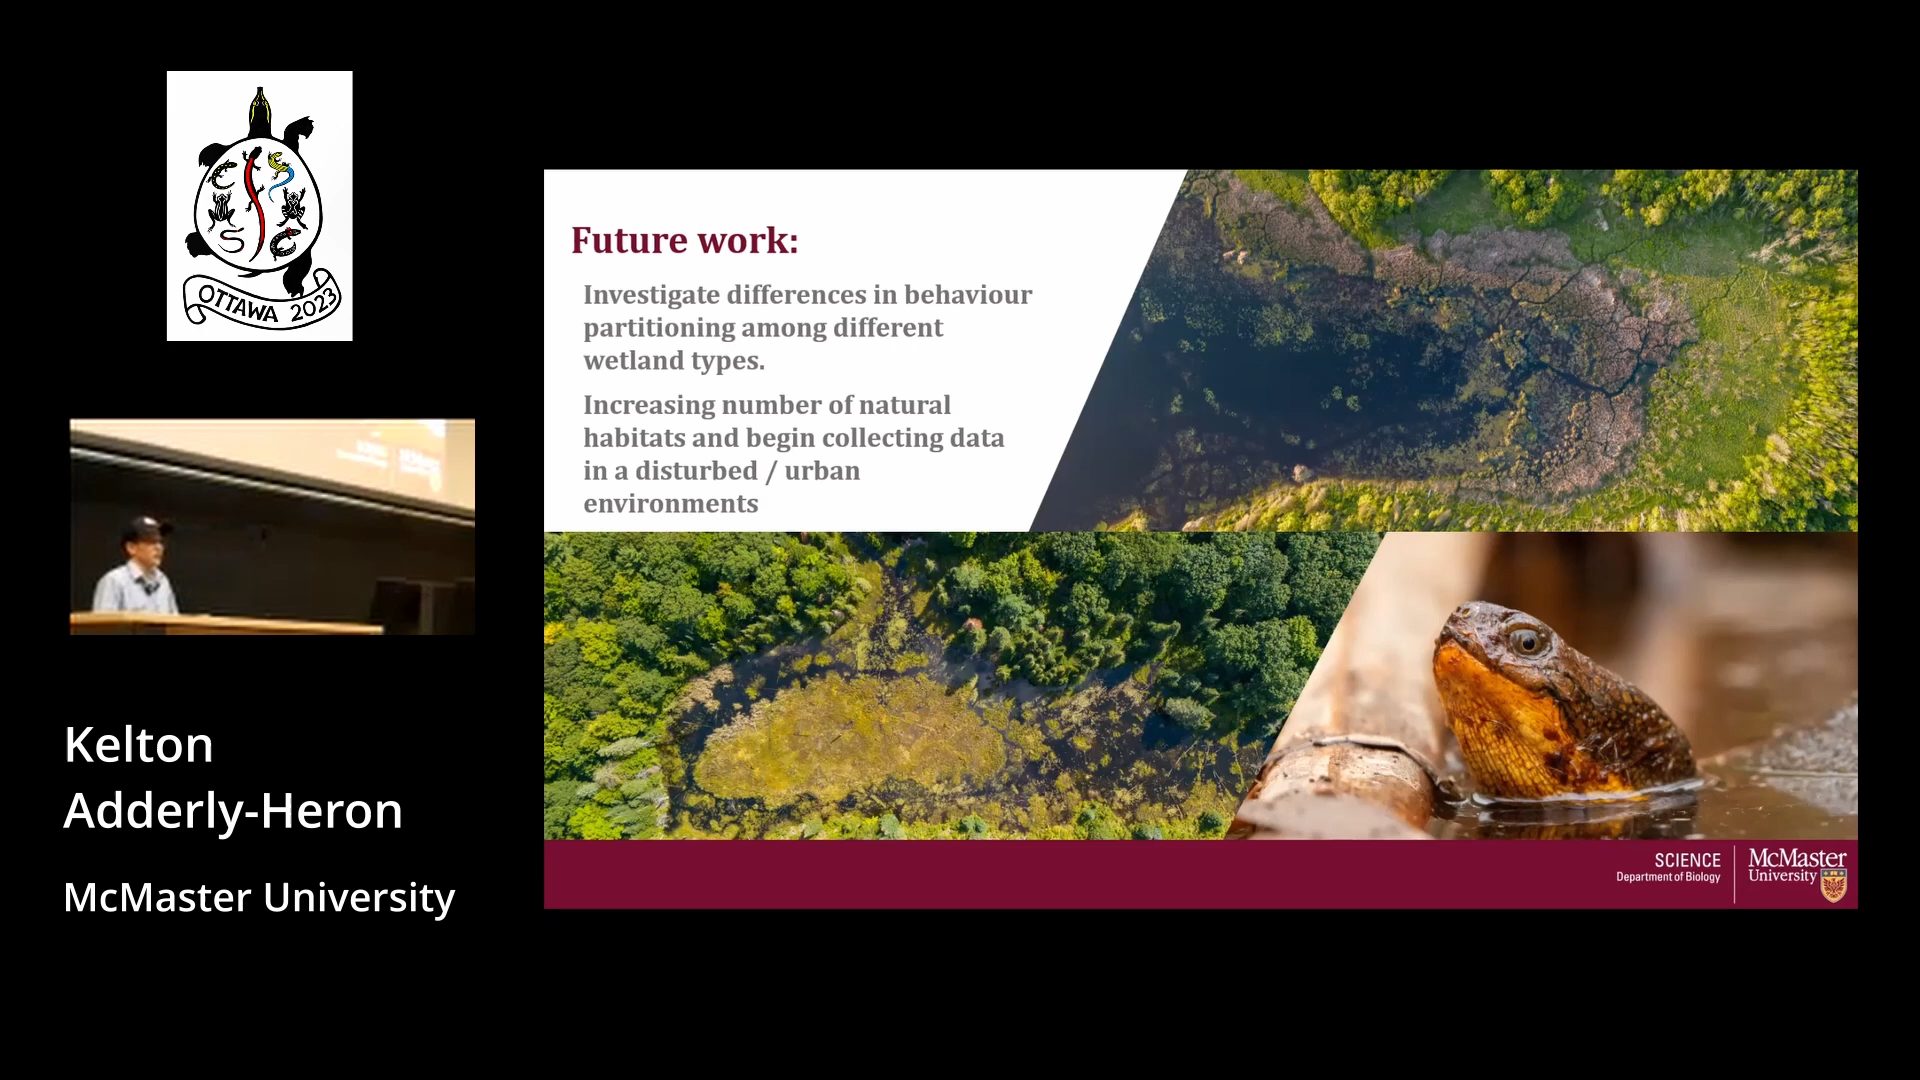 OTTAWA 2023
Future work:
Investigate differences in behaviour
partitioning among different
wetland types.
Increasing number of natural
habitats and begin collecting data
in a disturbed / urban
environments
Kelton
Adderly-Heron
McMaster University
SCIENCE
Department of Biology
McMaster
University